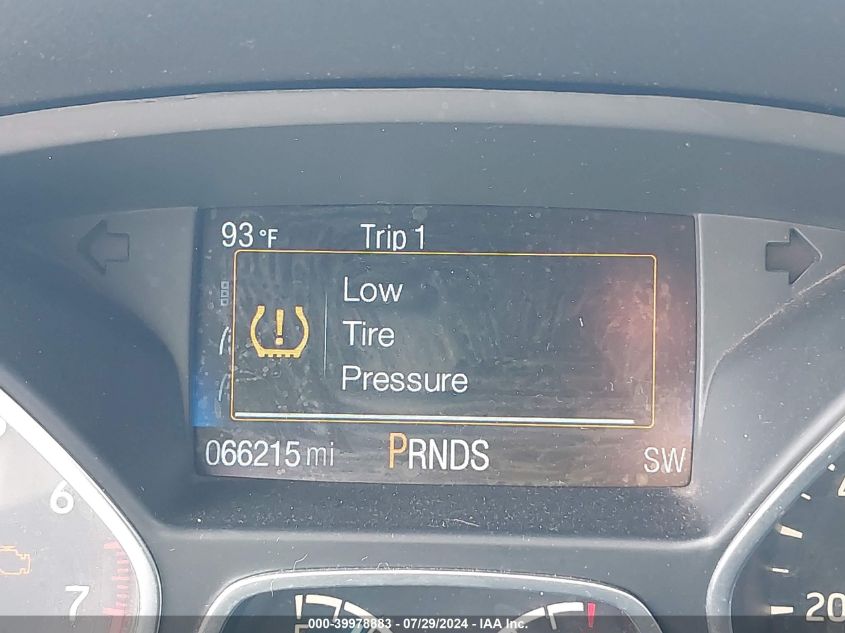 93 °F Trip 1
Low
Tire
Pressure
066215 mi PRNDS SW
6
7
20
000-39978883 / 07/29/2024 - IAA Inc.